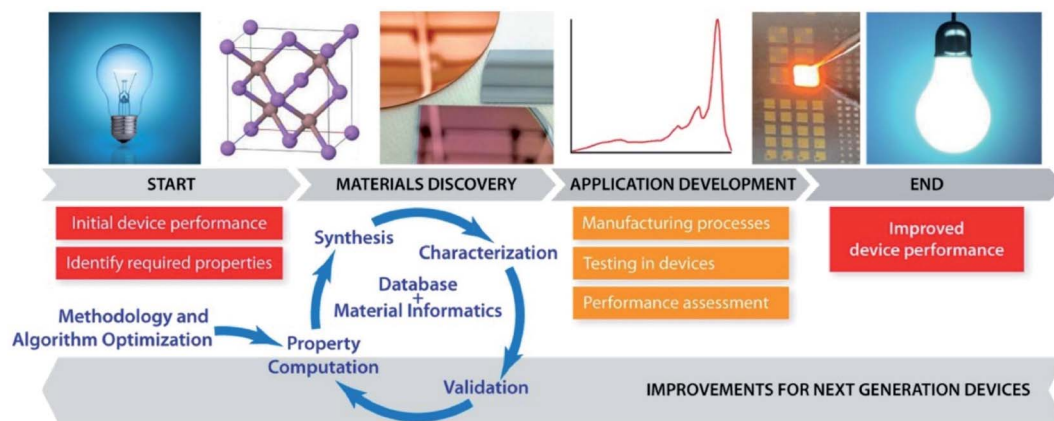 START
MATERIALS DISCOVERY
APPLICATION DEVELOPMENT
END
Initial device performance
Identify required properties
Methodology and
Algorithm Optimization
Synthesis
Characterization
Database
+
Material Informatics
Property
Computation
Validation
Manufacturing processes
Testing in devices
Performance assessment
Improved
device performance
IMPROVEMENTS FOR NEXT GENERATION DEVICES